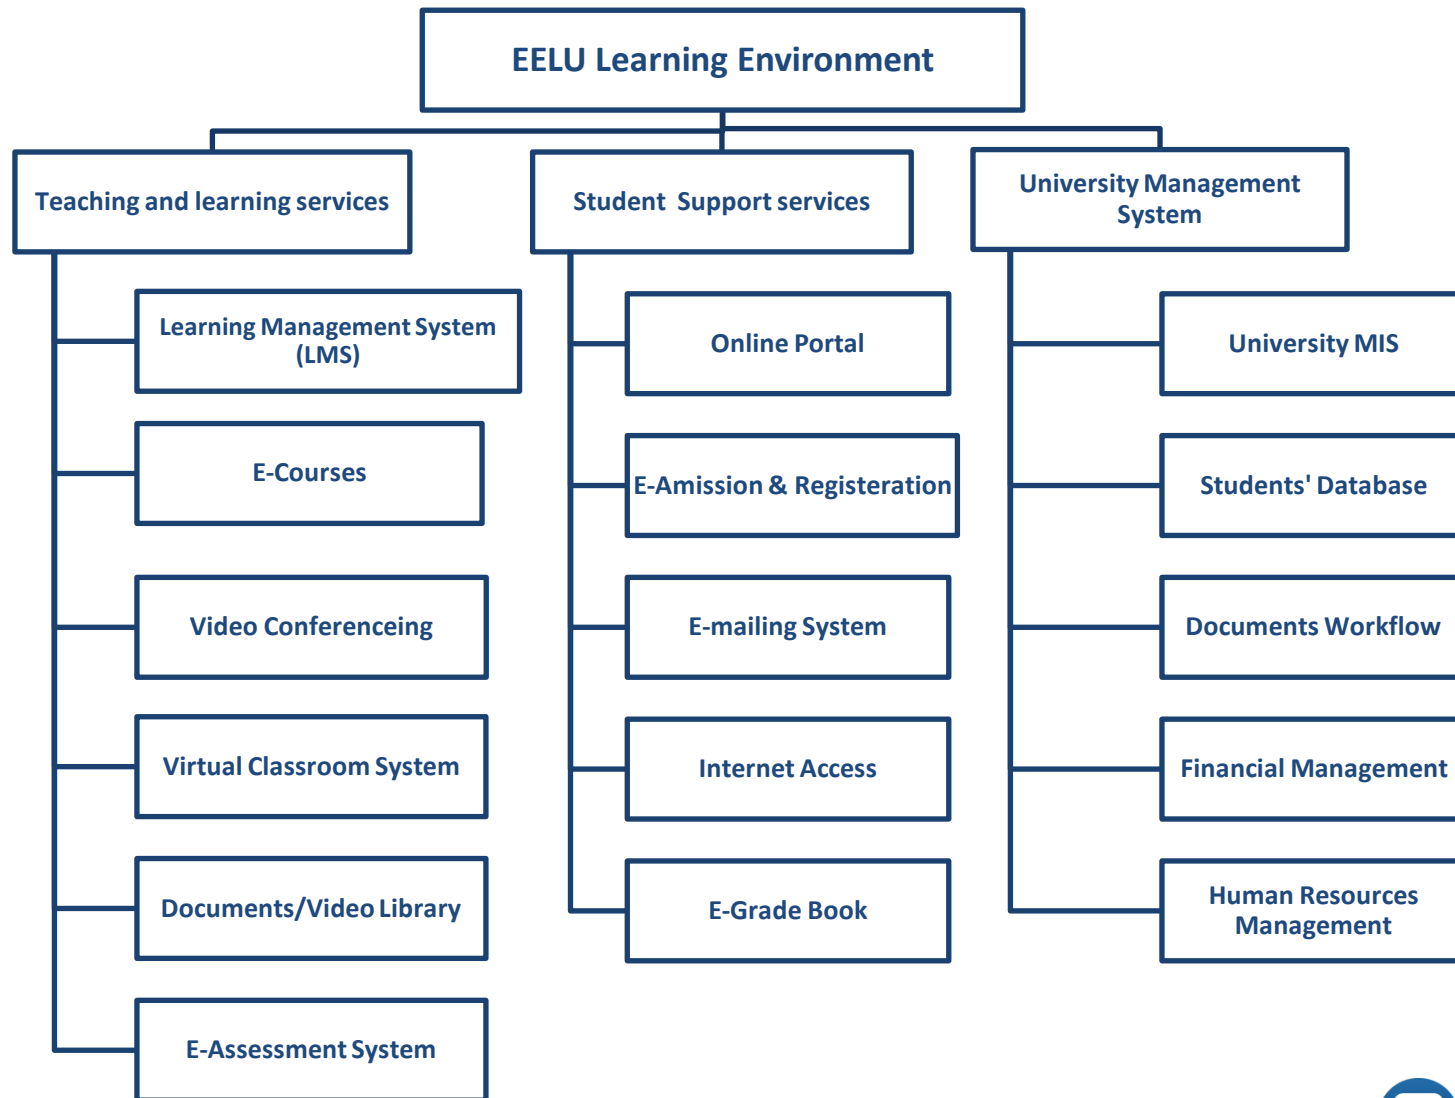 EELU Learning Environment
Teaching and learning services
Learning Management System
(LMS)
E-Courses
Video Conferenceing
Virtual Classroom System
Documents/Video Library
E-Assessment System
Student Support services
Online Portal
E-Amission & Registeration
E-mailing System
Internet Access
E-Grade Book
University Management
System
University MIS
Students' Database
Documents Workflow
Financial Management
Human Resources
Management